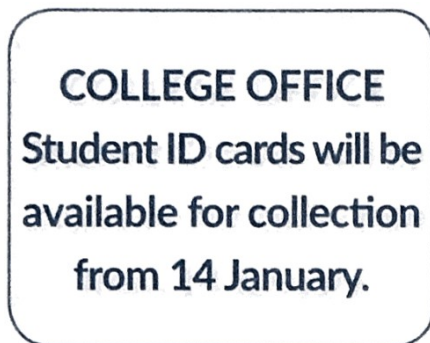 COLLEGE OFFICE
Student ID cards will be
available for collection
from 14 January.